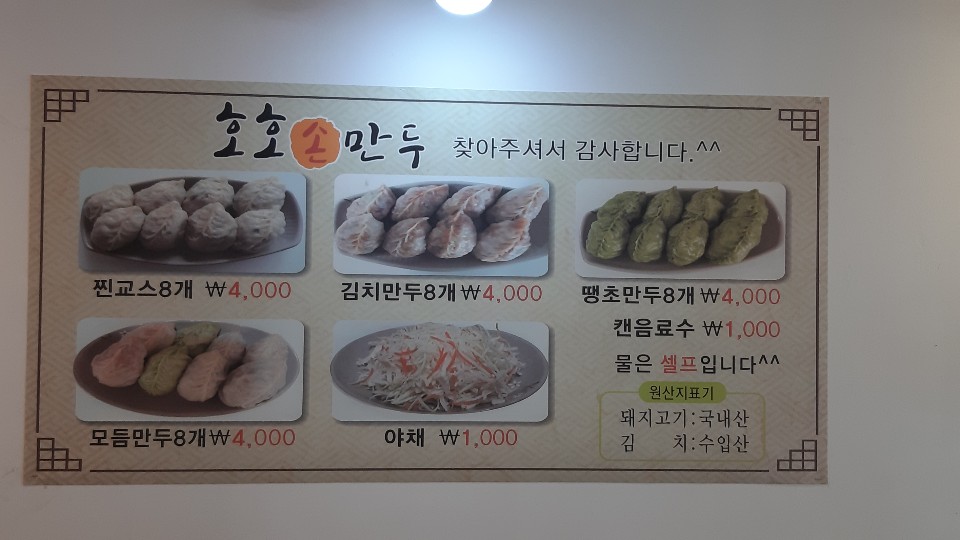 호호손만두 찾아주셔서 감사합니다.^^
찐교스8개 ₩4,000
김치만두8개 ₩4,000
땡초만두8개 ₩4,000
캔음료수 ₩1,000
물은 셀프입니다^^
모듬만두8개 ₩4,000
야채 ₩1,000
원산지표기
돼지고기:국내산
김 치:수입산